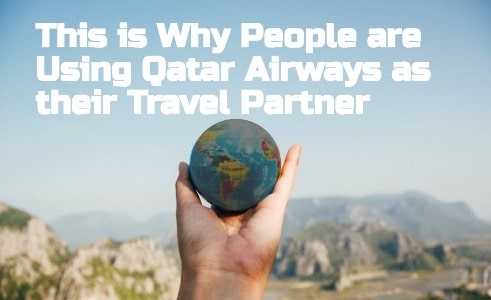 This is Why People are
Using Qatar Airways as
their Travel Partner